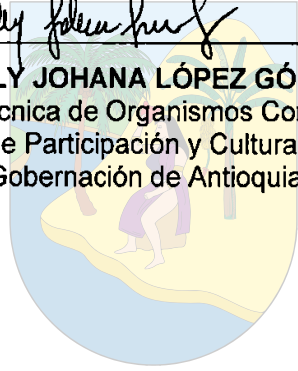 LY JOHANA LÓPEZ GÓ
cnica de Organismos Co
e Participación y Cultura
Gobernación de Antioquia